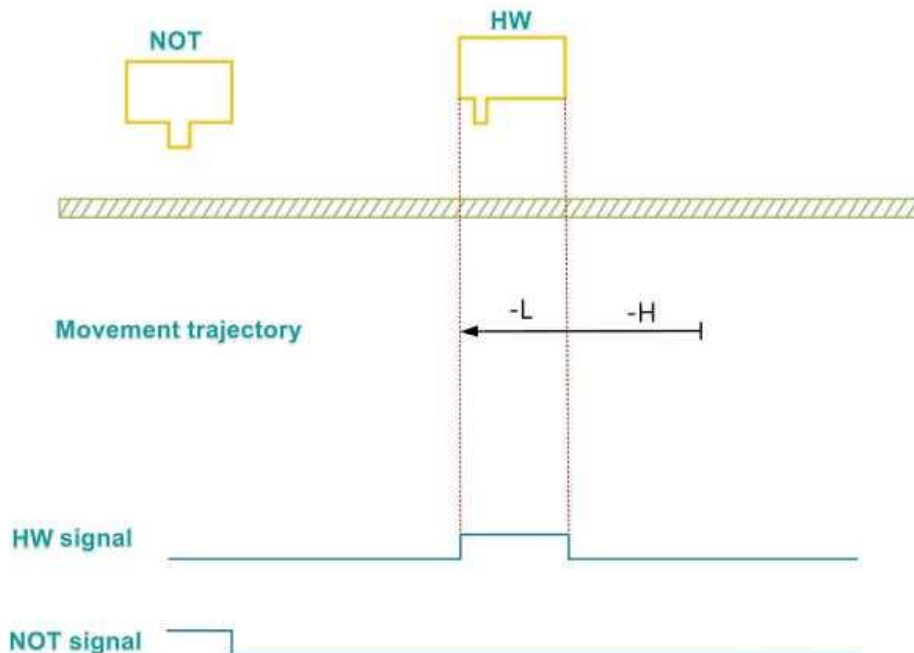 HW
NOT
-L
-H
Movement trajectory
HW signal
NOT signal